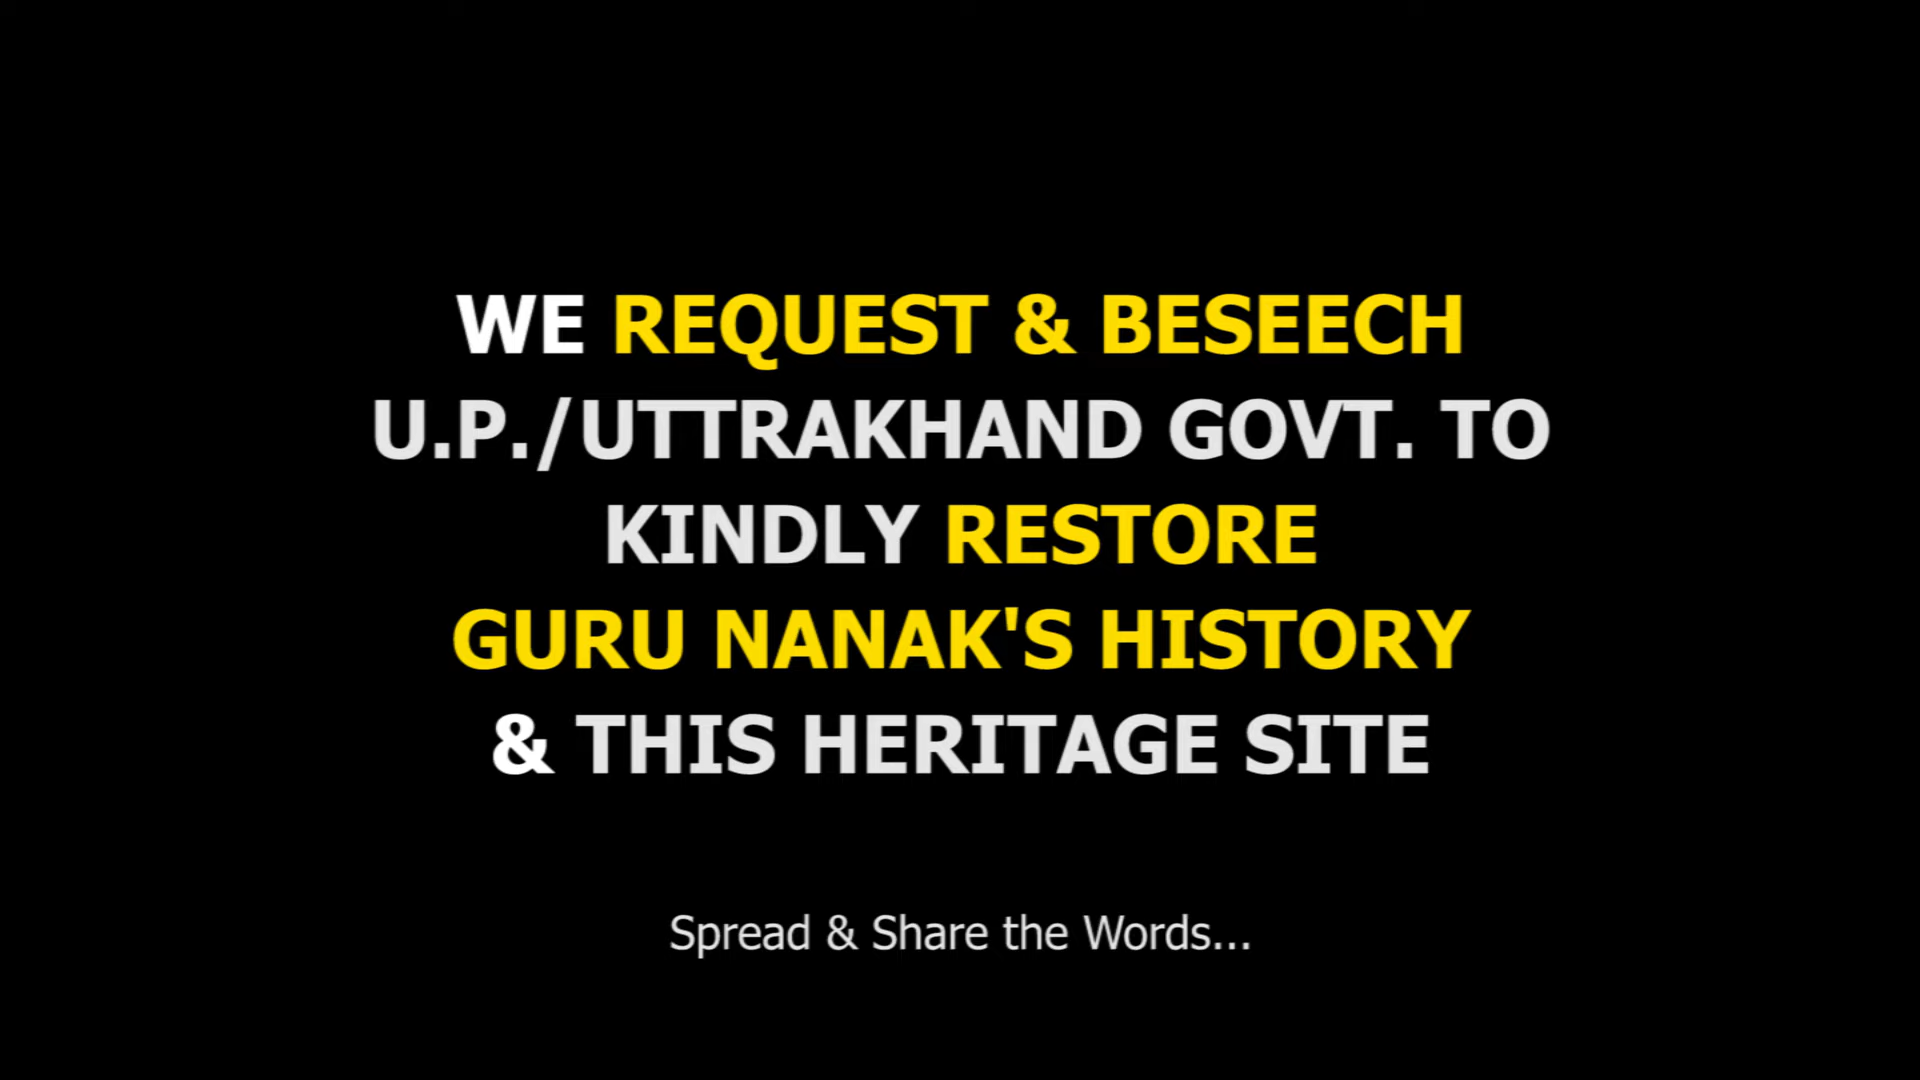 WE REQUEST & BESEECH
U.P./UTTRAKHAND GOVT. TO
KINDLY RESTORE
GURU NANAK'S HISTORY
& THIS HERITAGE SITE
Spread & Share the Words...